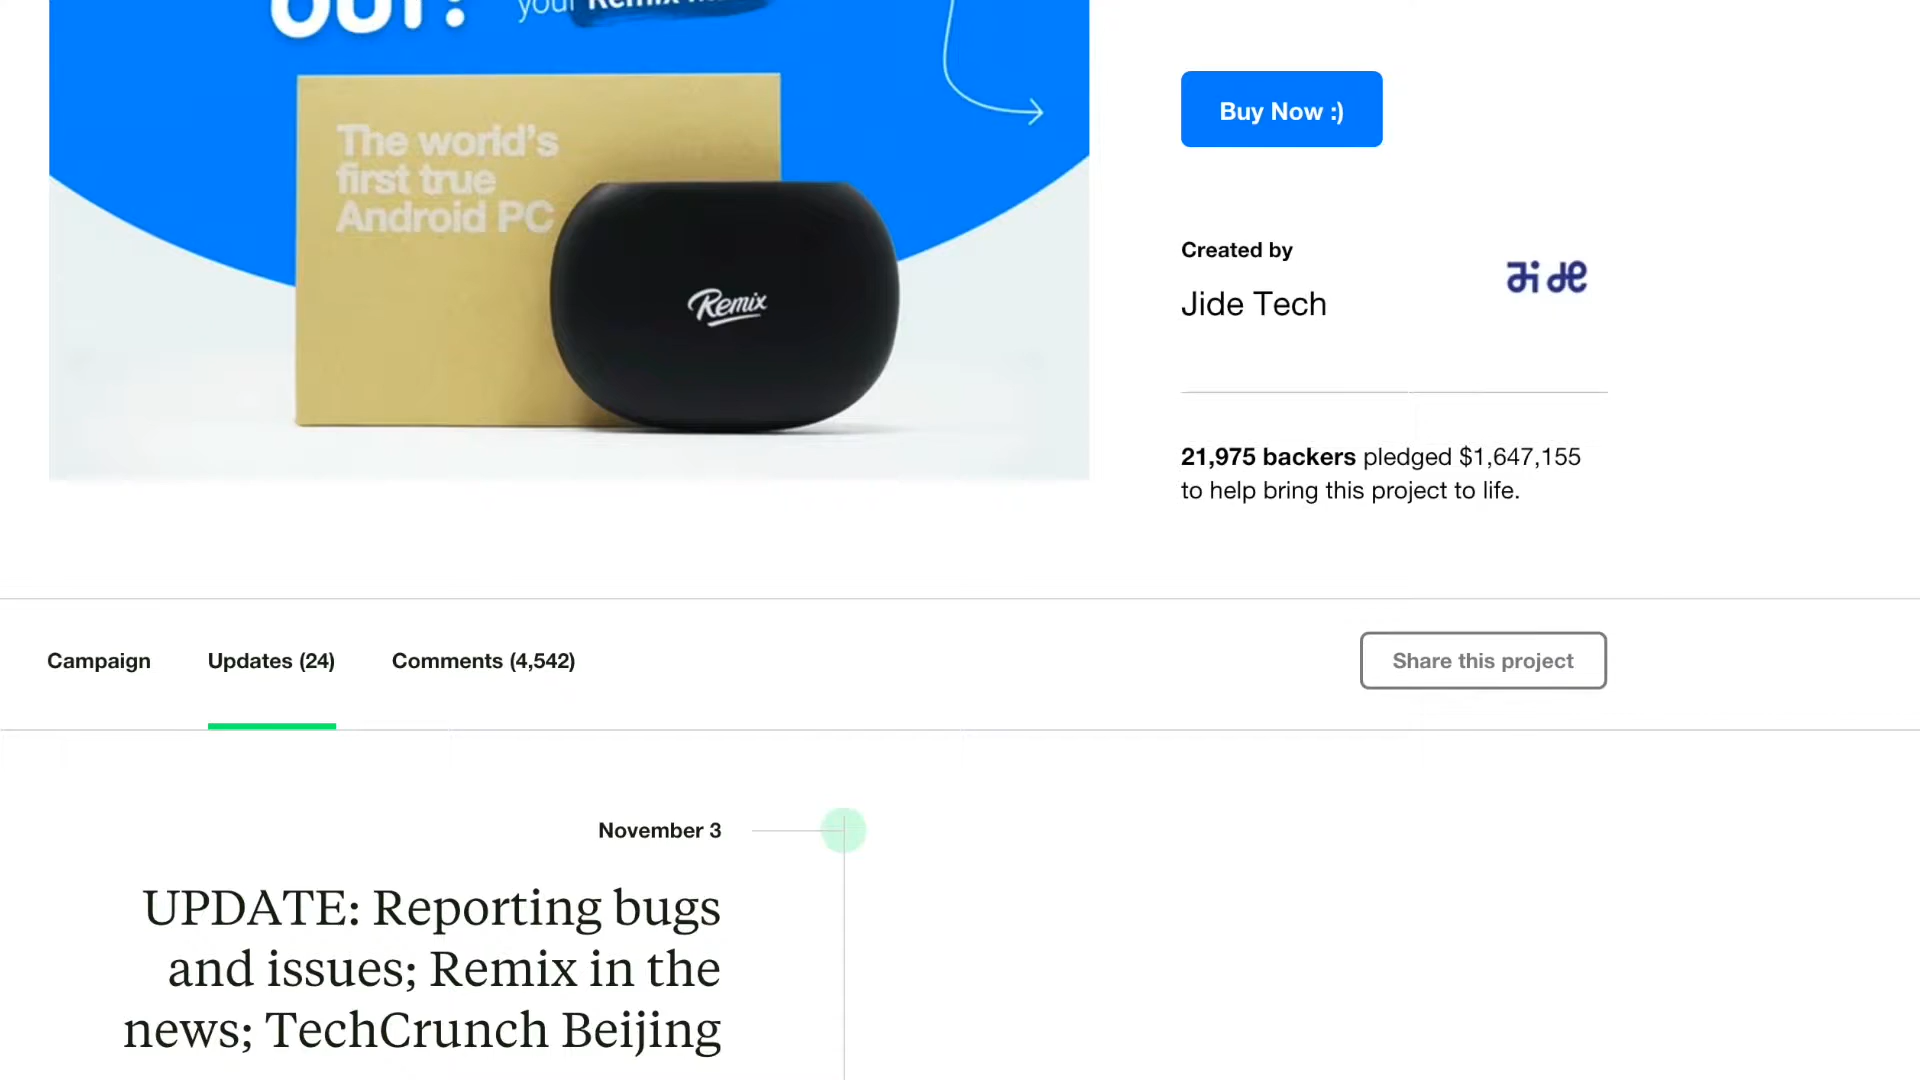 your
The world's
first true
Android PC
Remix
Buy Now :)
Created by
Jide Tech
Jide
21,975 backers pledged $1,647,155
to help bring this project to life.
Campaign
Updates (24)
Comments (4,542)
Share this project
November 3
UPDATE: Reporting bugs
and issues; Remix in the
news; TechCrunch Beijing